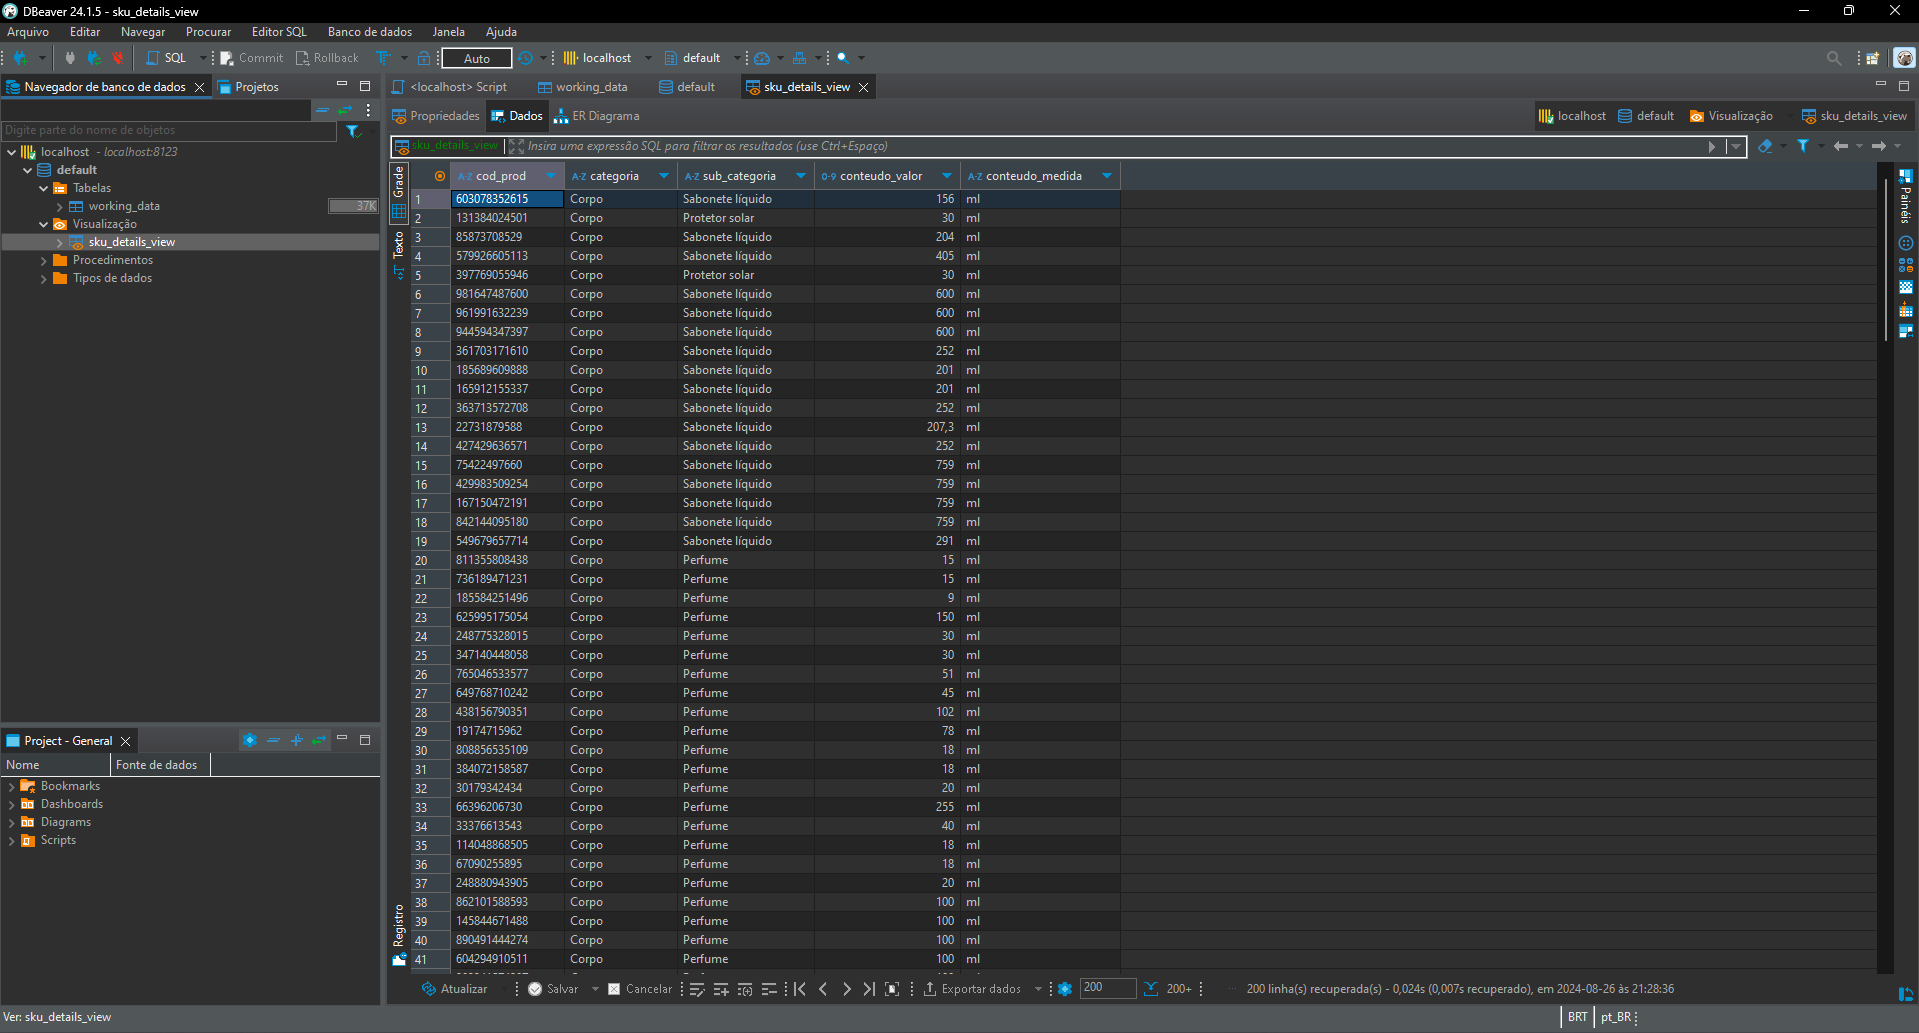 DBeaver 24.1.5 - sku_details_view
Arquivo Editar Navegar Procurar Editor SQL Banco de dados Janela Ajuda
SQL Commit Rollback Auto localhost default
Navegador de banco de dados Projetos
Digite parte do nome de objetos
localhost - localhost:8123
default
Tabelas
working_data 37K
Visualização
sku_details_view
Procedimentos
Tipos de dados
Project - General
Nome Fonte de dados
Bookmarks
Dashboards
Diagrams
Scripts
<localhost> Script working_data default sku_details_view
Propriedades Dados ER Diagrama localhost default Visualização sku_details_view
sku_details_view Insira uma expressão SQL para filtrar os resultados (use Ctrl+Espaço)
Grade
Texto
Registro
Painéis
A-Z cod_prod A-Z categoria A-Z sub_categoria 0-9 conteudo_valor A-Z conteudo_medida
1 603078352615 Corpo Sabonete líquido 156 ml
2 131384024501 Corpo Protetor solar 30 ml
3 85873708529 Corpo Sabonete líquido 204 ml
4 579926605113 Corpo Sabonete líquido 405 ml
5 397769055946 Corpo Protetor solar 30 ml
6 981647487600 Corpo Sabonete líquido 600 ml
7 961991632239 Corpo Sabonete líquido 600 ml
8 944594347397 Corpo Sabonete líquido 600 ml
9 361703171610 Corpo Sabonete líquido 252 ml
10 185689609888 Corpo Sabonete líquido 201 ml
11 165912155337 Corpo Sabonete líquido 201 ml
12 363713572708 Corpo Sabonete líquido 252 ml
13 22731879588 Corpo Sabonete líquido 207,3 ml
14 427429636571 Corpo Sabonete líquido 252 ml
15 75422497660 Corpo Sabonete líquido 759 ml
16 429983509254 Corpo Sabonete líquido 759 ml
17 167150472191 Corpo Sabonete líquido 759 ml
18 842144095180 Corpo Sabonete líquido 759 ml
19 549679657714 Corpo Sabonete líquido 291 ml
20 811355808438 Corpo Perfume 15 ml
21 736189471231 Corpo Perfume 15 ml
22 185584251496 Corpo Perfume 9 ml
23 625995175054 Corpo Perfume 150 ml
24 248775328015 Corpo Perfume 30 ml
25 347140448058 Corpo Perfume 30 ml
26 765046533577 Corpo Perfume 51 ml
27 649768710242 Corpo Perfume 45 ml
28 438156790351 Corpo Perfume 102 ml
29 19174715962 Corpo Perfume 78 ml
30 808856535109 Corpo Perfume 18 ml
31 384072158587 Corpo Perfume 18 ml
32 30179342434 Corpo Perfume 20 ml
33 66396206730 Corpo Perfume 255 ml
34 33376613543 Corpo Perfume 40 ml
35 114048868505 Corpo Perfume 18 ml
36 67090255895 Corpo Perfume 18 ml
37 248880943905 Corpo Perfume 20 ml
38 862101588593 Corpo Perfume 100 ml
39 145844671488 Corpo Perfume 100 ml
40 890491444274 Corpo Perfume 100 ml
41 604294910511 Corpo Perfume 100 ml
Atualizar Salvar Cancelar Exportar dados 200 200+ 200 linha(s) recuperada(s) - 0,024s (0,007s recuperado), em 2024-08-26 às 21:28:36
Ver: sku_details_view BRT pt_BR